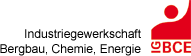 Industriegewerkschaft
Bergbau, Chemie, Energie
IG BCE